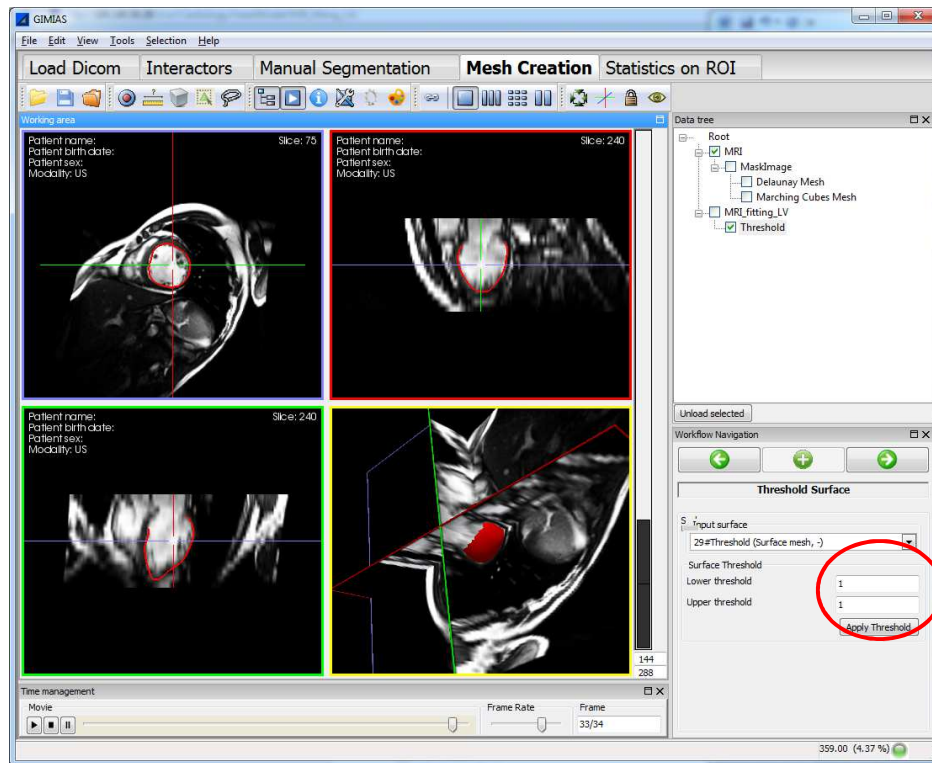 GIMIAS
File Edit View Tools Selection Help
Load Dicom Interactors Manual Segmentation Mesh Creation Statistics on ROI
Working area
Patient name:
Patient birth date:
Patient sex:
Modality: US
Slice: 75
Patient name:
Patient birth date:
Patient sex:
Modality: US
Slice: 240
Patient name:
Patient birth date:
Patient sex:
Modality: US
Slice: 240
144
288
Time management
Movie
Frame Rate
Frame
33/34
Data tree
Root
MRI
MaskImage
Delaunay Mesh
Marching Cubes Mesh
MRI_fitting_LV
Threshold
Unload selected
Workflow Navigation
Threshold Surface
Input surface
29#Threshold (Surface mesh, -)
Surface Threshold
Lower threshold 1
Upper threshold 1
Apply Threshold
359.00 (4.37 %)